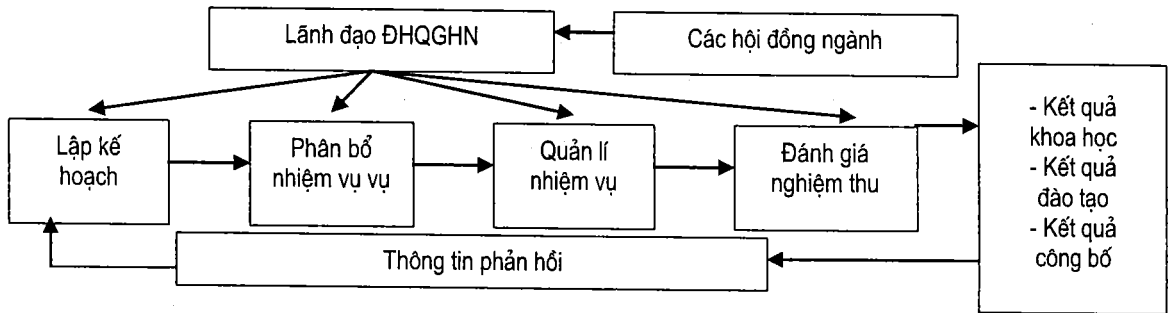 Lãnh đạo ĐHQGHN
Các hội đồng ngành
Lập kế
hoạch
Phân bổ
nhiệm vụ vụ
Quản lí
nhiệm vụ
Đánh giá
nghiệm thu
- Kết quả
khoa học
- Kết quả
đào tạo
- Kết quả
công bố
Thông tin phản hồi